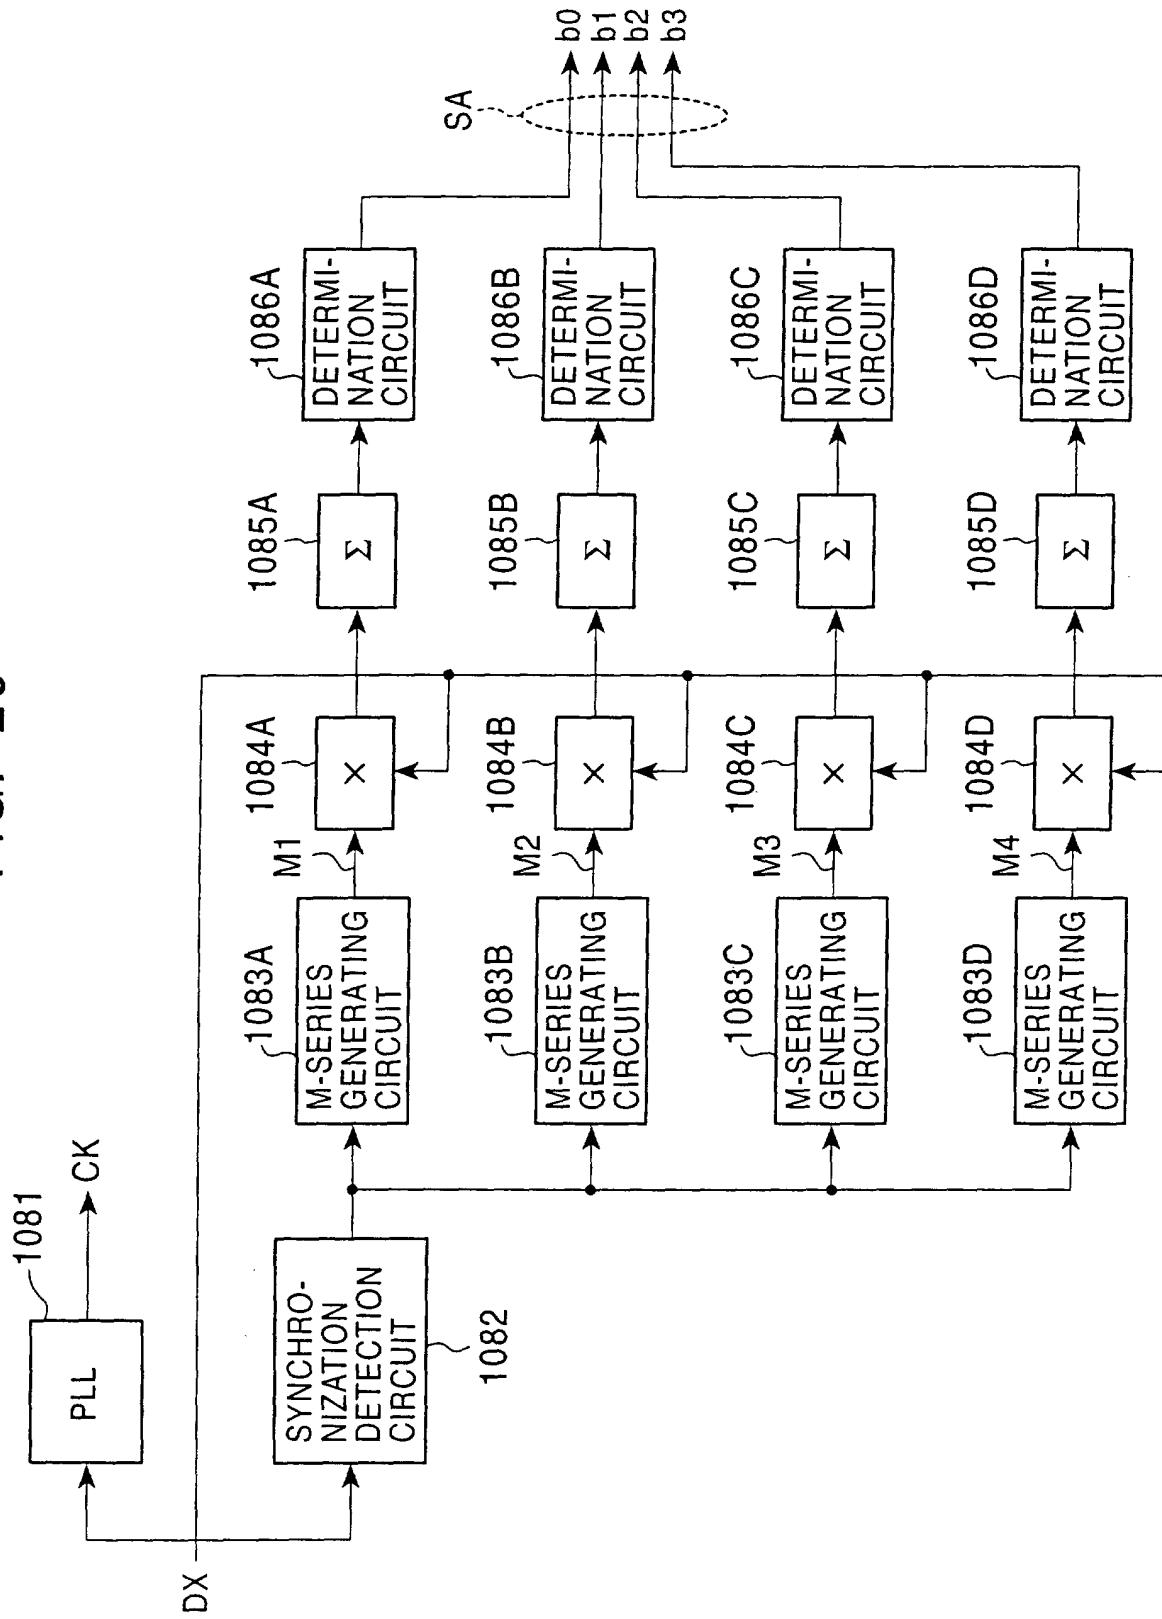 DX
PLL
1081
CK
SYNCHRO-
NIZATION
DETECTION
CIRCUIT
1082
M-SERIES
GENERATING
CIRCUIT
1083A
M1
×
1084A
Σ
1085A
DETERMI-
NATION
CIRCUIT
1086A
M-SERIES
GENERATING
CIRCUIT
1083B
M2
×
1084B
Σ
1085B
DETERMI-
NATION
CIRCUIT
1086B
M-SERIES
GENERATING
CIRCUIT
1083C
M3
×
1084C
Σ
1085C
DETERMI-
NATION
CIRCUIT
1086C
M-SERIES
GENERATING
CIRCUIT
1083D
M4
×
1084D
Σ
1085D
DETERMI-
NATION
CIRCUIT
1086D
SA
b0
b1
b2
b3